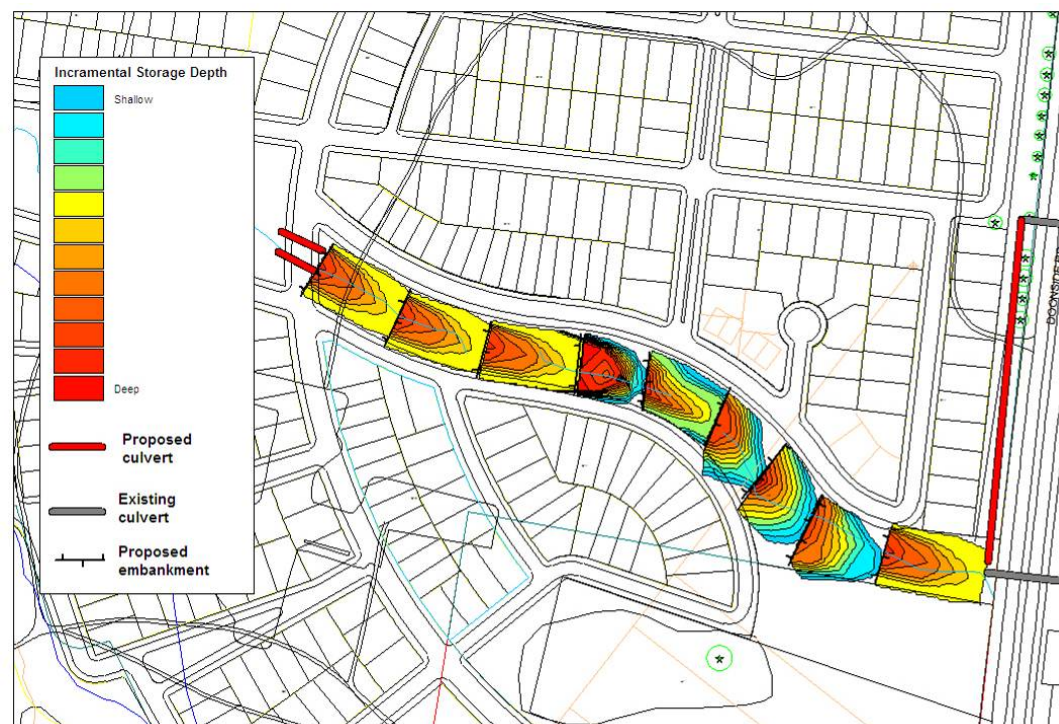 Incramental Storage Depth
Shallow
Deep
Proposed
culvert
Existing
culvert
Proposed
embankment